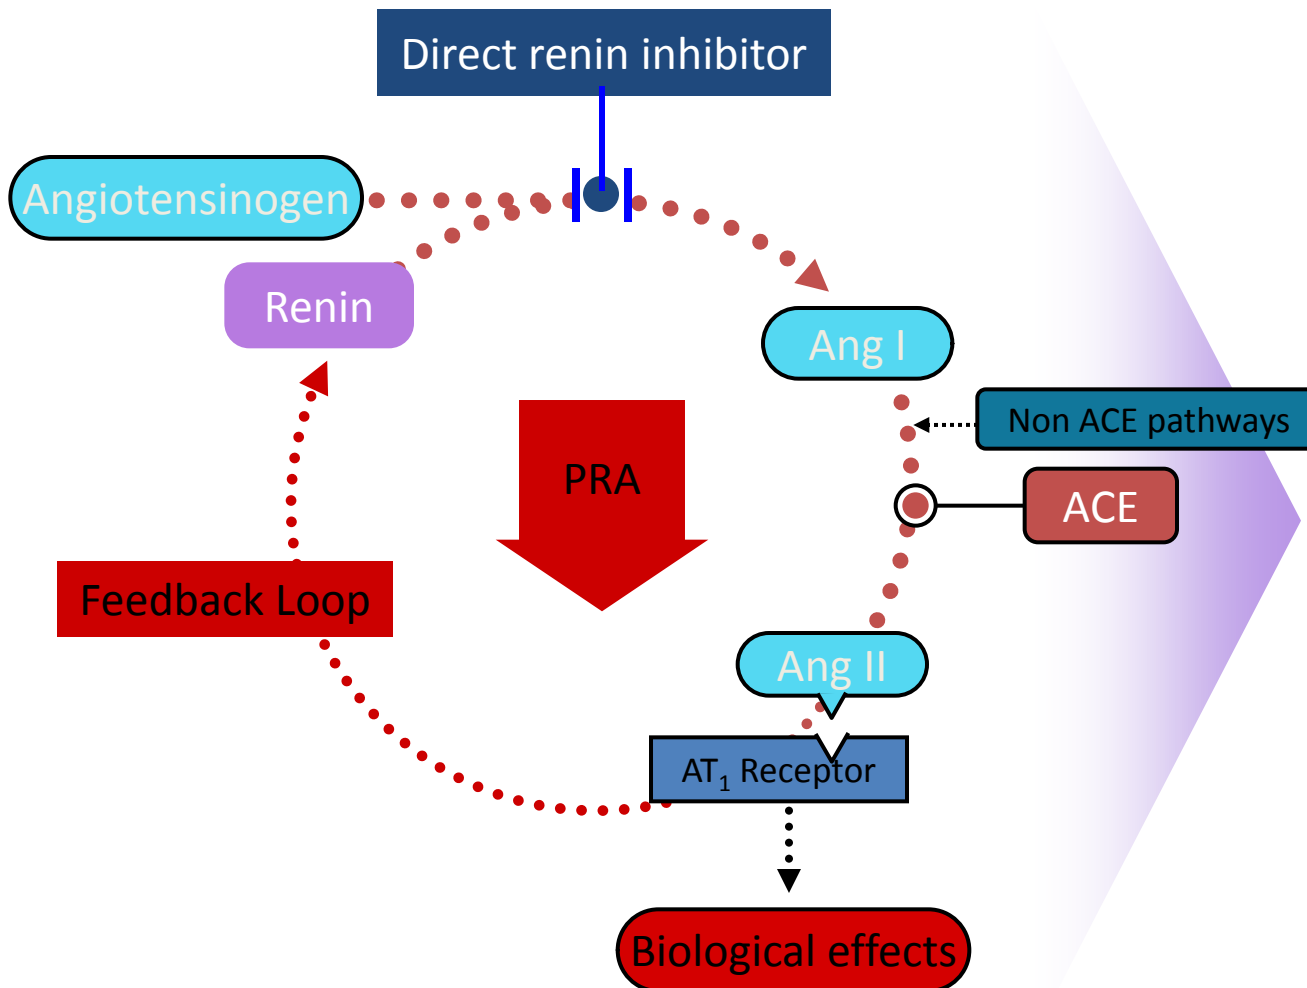 Direct renin inhibitor
Angiotensinogen
Renin
Ang I
Non ACE pathways
PRA
ACE
Feedback Loop
Ang II
AT₁ Receptor
Biological effects